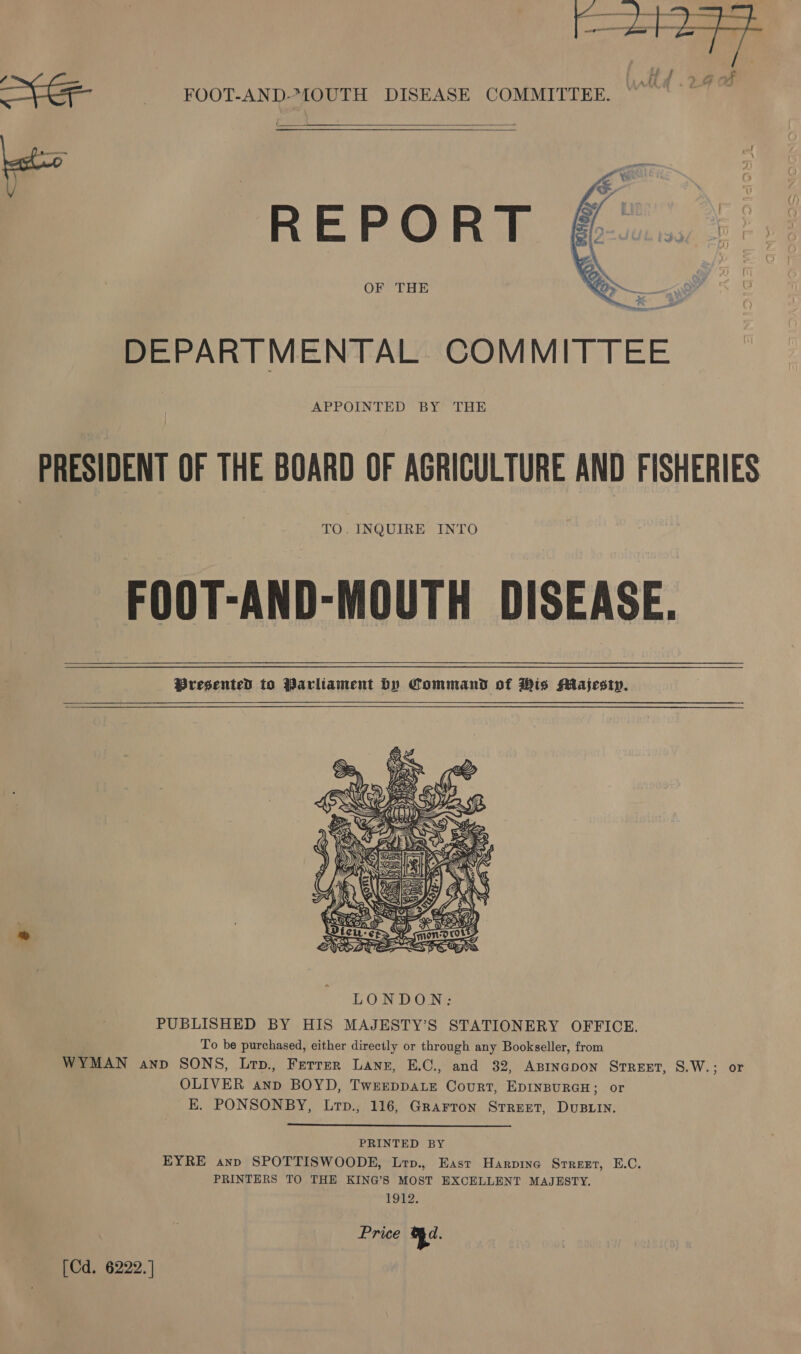 FOOT-AND-MOUTH DISEASE COMMITTEE.
REPORT
OF THE
DEPARTMENTAL COMMITTEE
APPOINTED BY THE
PRESIDENT OF THE BOARD OF AGRICULTURE AND FISHERIES
TO INQUIRE INTO
FOOT-AND-MOUTH DISEASE.
Presented to Parliament by Command of His Majesty.
Dieu et mon droit
LONDON:
PUBLISHED BY HIS MAJESTY'S STATIONERY OFFICE.
To be purchased, either directly or through any Bookseller, from
WYMAN AND SONS, LTD., FETTER LANE, E.C., and 32, ABINGDON STREET, S.W.; or
OLIVER AND BOYD, TWEEDDALE COURT, EDINBURGH; or
E. PONSONBY, LTD., 116, GRAFTON STREET, DUBLIN.
PRINTED BY
EYRE AND SPOTTISWOODE, LTD., EAST HARDING STREET, E.C.
PRINTERS TO THE KING'S MOST EXCELLENT MAJESTY.
1912.
Price d.
[Cd. 6222.]